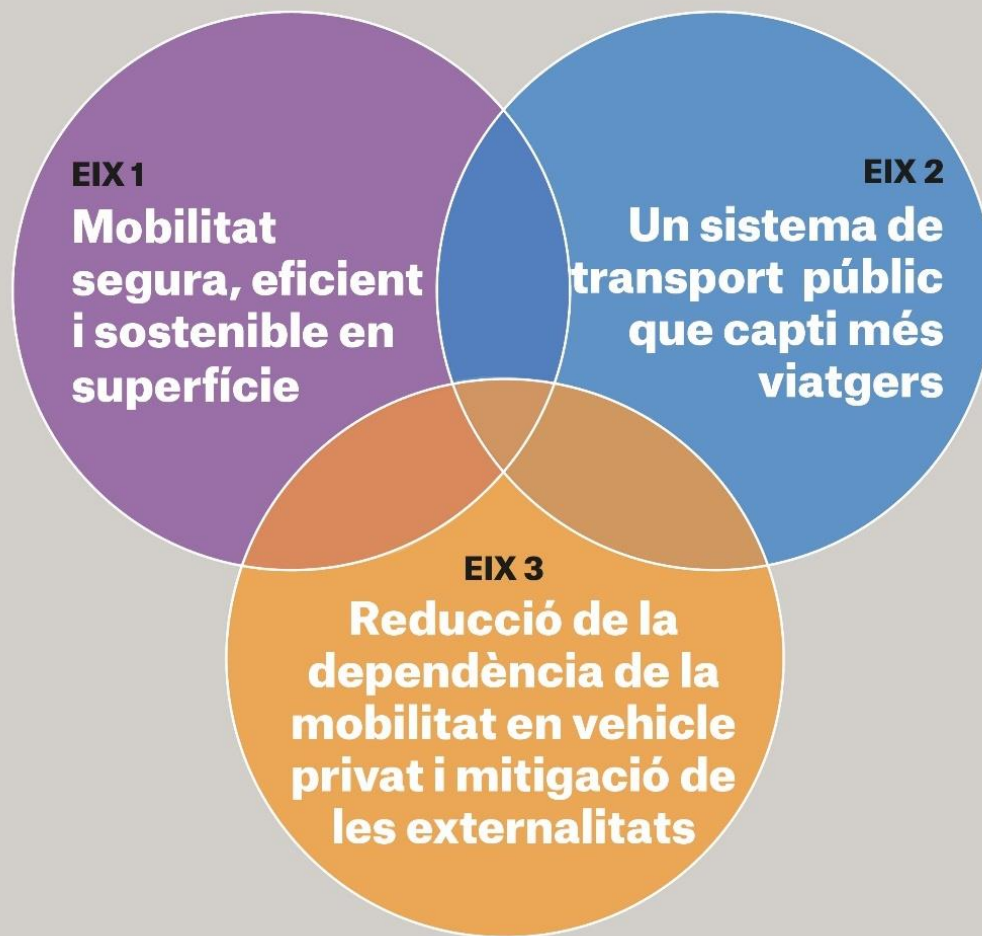 EIX 1
Mobilitat
segura, eficient
i sostenible en
superfície
EIX 2
Un sistema de
transport públic
que capti més
viatgers
EIX 3
Reducció de la
dependència de la
mobilitat en vehicle
privat i mitigació de
les externalitats